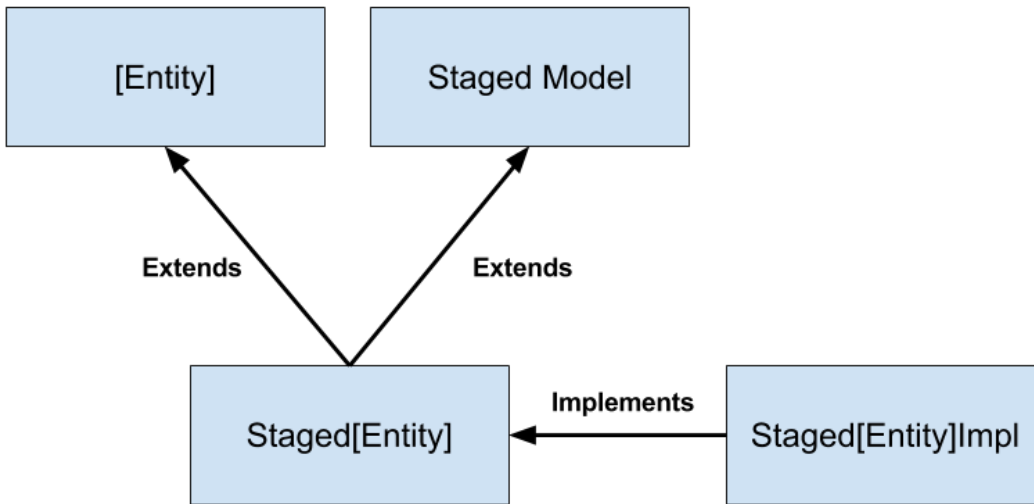 [Entity]
Staged Model
Extends
Extends
Implements
Staged[Entity]
Staged[Entity]Impl